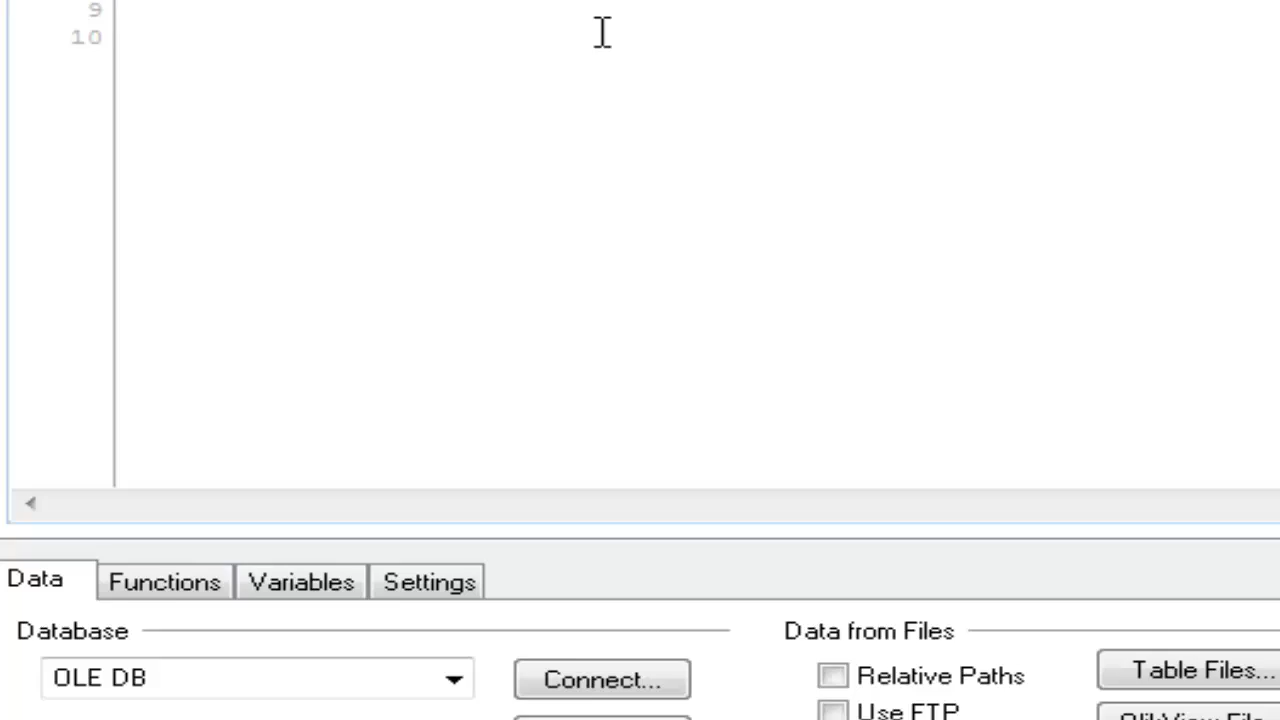 9
10
Data Functions Variables Settings
Database Data from Files
OLE DB Connect... Relative Paths Table Files...
Use FTP